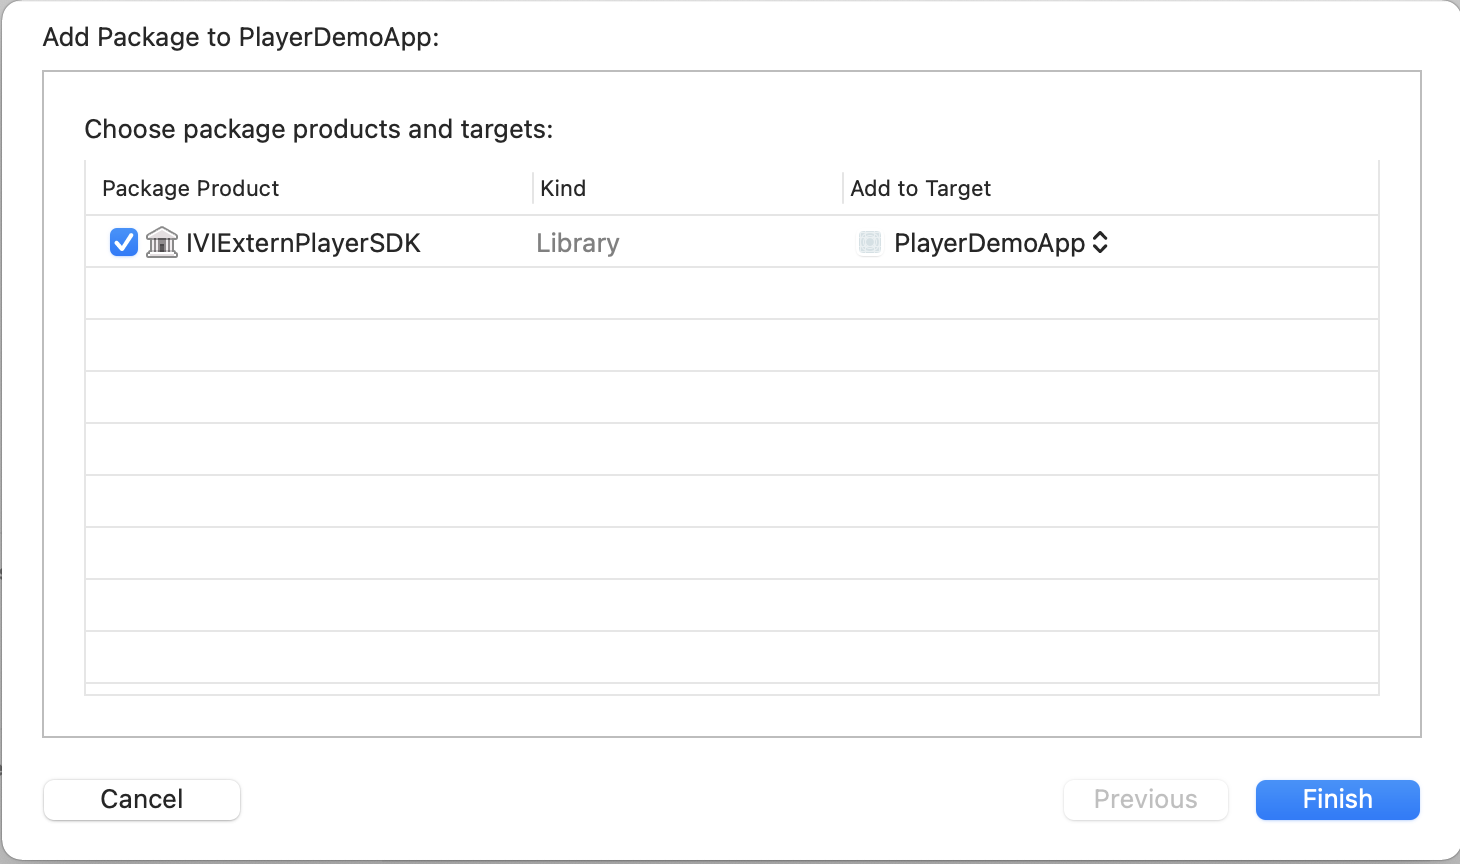 Add Package to PlayerDemoApp:
Choose package products and targets:
Package Product Kind Add to Target
IVIExternPlayerSDK Library PlayerDemoApp
Cancel Previous Finish